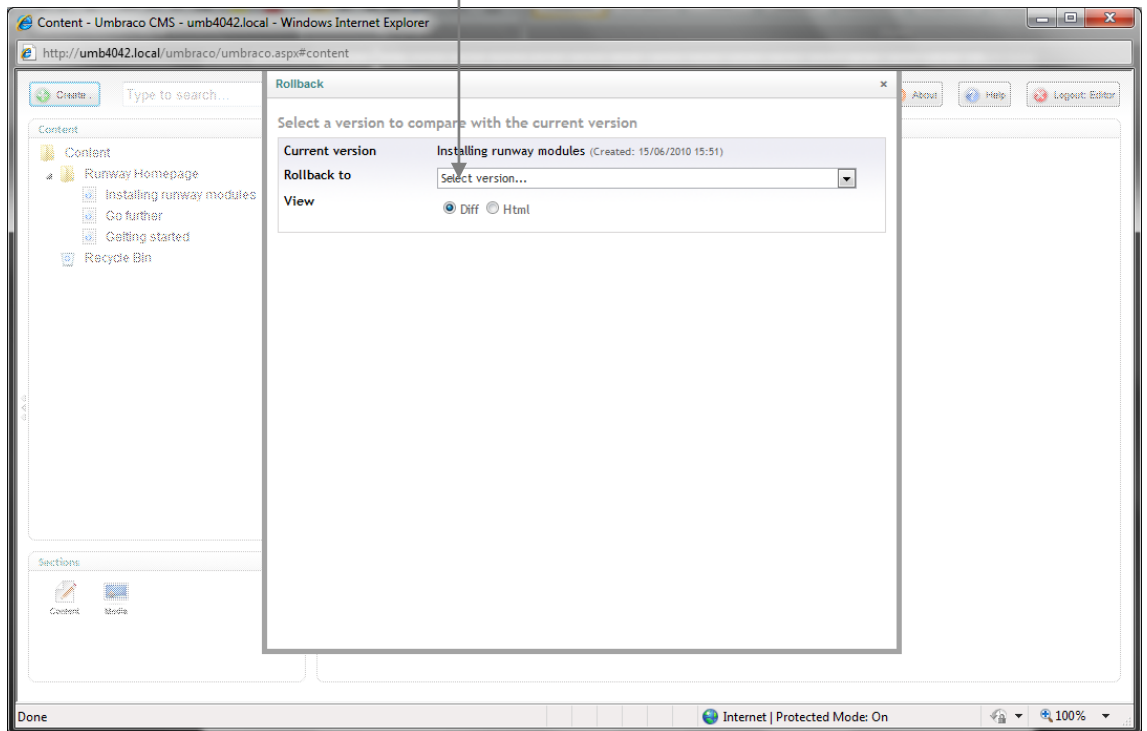 Content - Umbraco CMS - umb4042.local - Windows Internet Explorer
http://umb4042.local/umbraco/umbraco.aspx#content
Create .
Type to search...
About
Help
Logout: Editor
Content
Content
Runway Homepage
Installing runway modules
Go further
Getting started
Recycle Bin
Rollback
x
Select a version to compare with the current version
Current version Installing runway modules (Created: 15/06/2010 15:51)
Rollback to Select version...
View Diff Html
Sections
Content Media
Done Internet | Protected Mode: On 100%